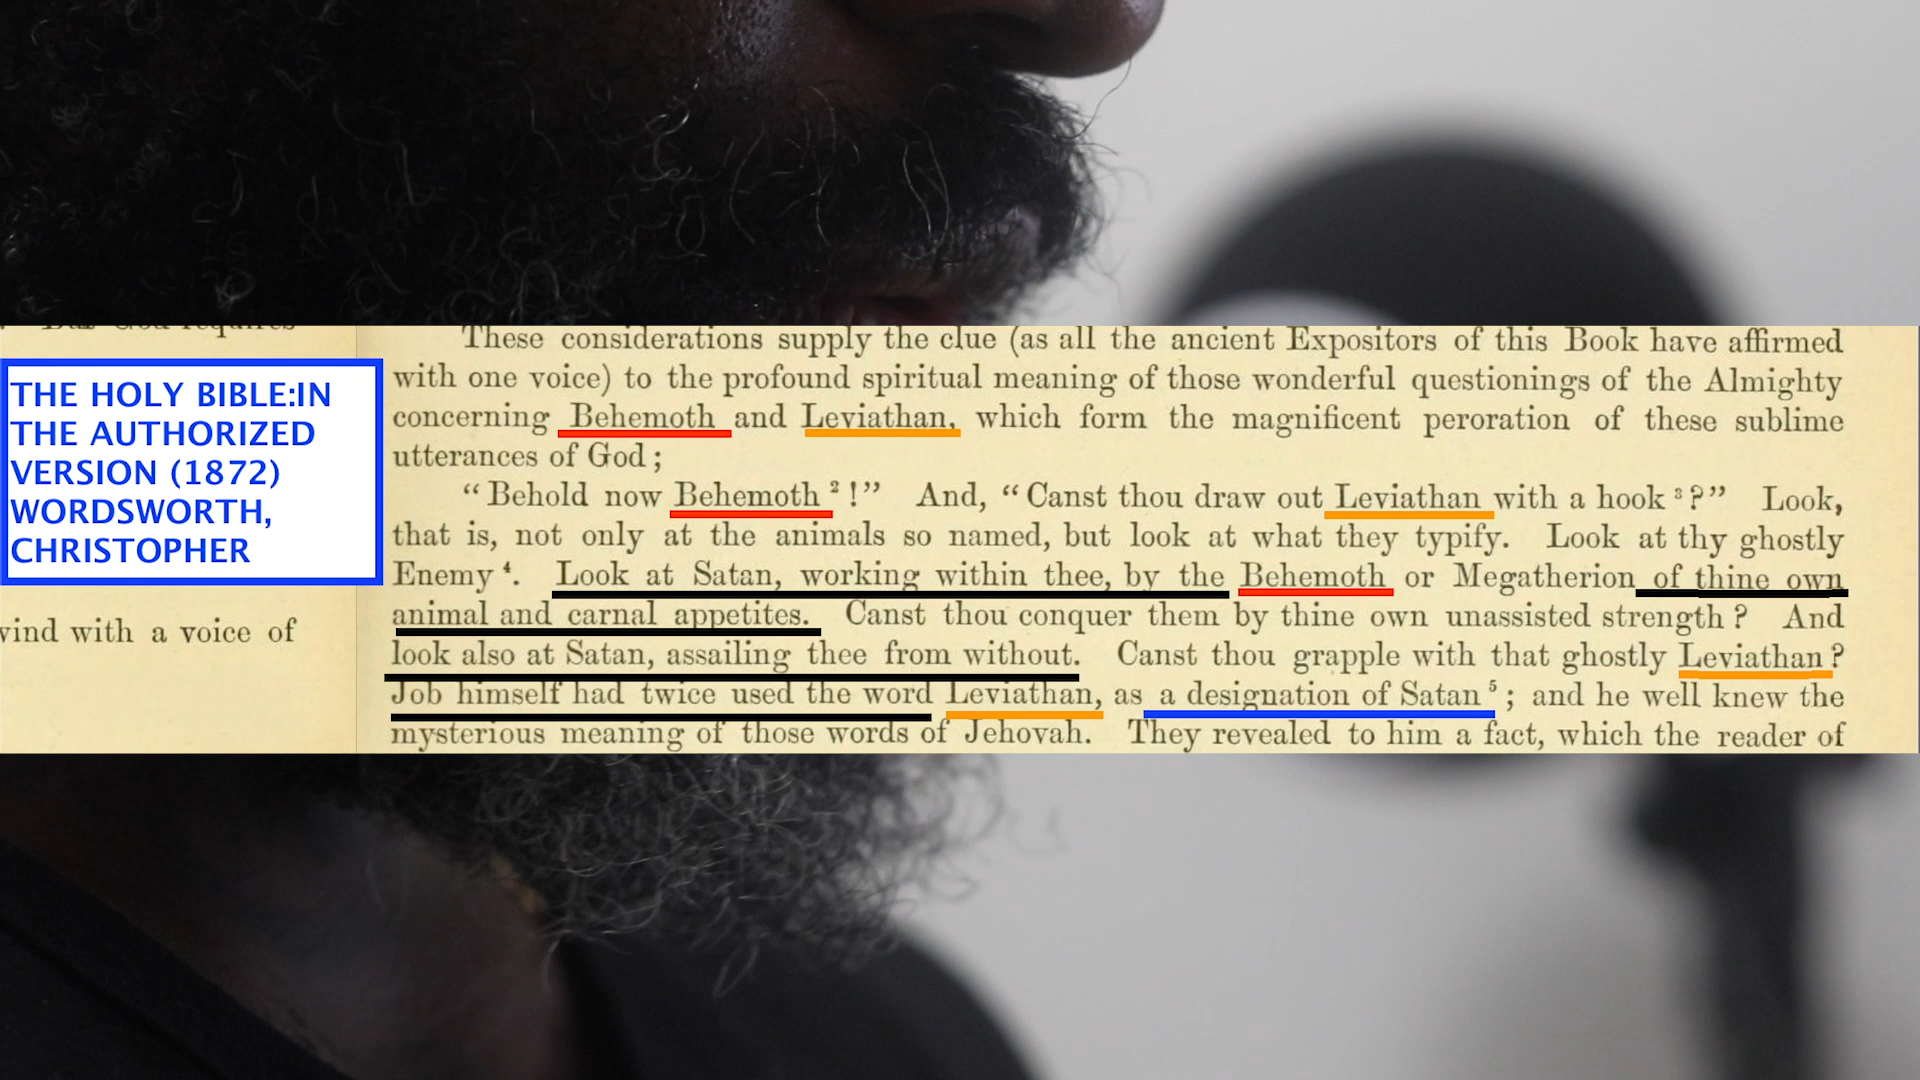 But God requires
THE HOLY BIBLE:IN
THE AUTHORIZED
VERSION (1872)
WORDSWORTH,
CHRISTOPHER
wind with a voice of
These considerations supply the clue (as all the ancient Expositors of this Book have affirmed
with one voice) to the profound spiritual meaning of those wonderful questionings of the Almighty
concerning Behemoth and Leviathan, which form the magnificent peroration of these sublime
utterances of God;
“Behold now Behemoth ²!” And, “Canst thou draw out Leviathan with a hook ³?” Look,
that is, not only at the animals so named, but look at what they typify. Look at thy ghostly
Enemy ⁴. Look at Satan, working within thee, by the Behemoth or Megatherion of thine own
animal and carnal appetites. Canst thou conquer them by thine own unassisted strength? And
look also at Satan, assailing thee from without. Canst thou grapple with that ghostly Leviathan?
Job himself had twice used the word Leviathan, as a designation of Satan ⁵; and he well knew the
mysterious meaning of those words of Jehovah. They revealed to him a fact, which the reader of